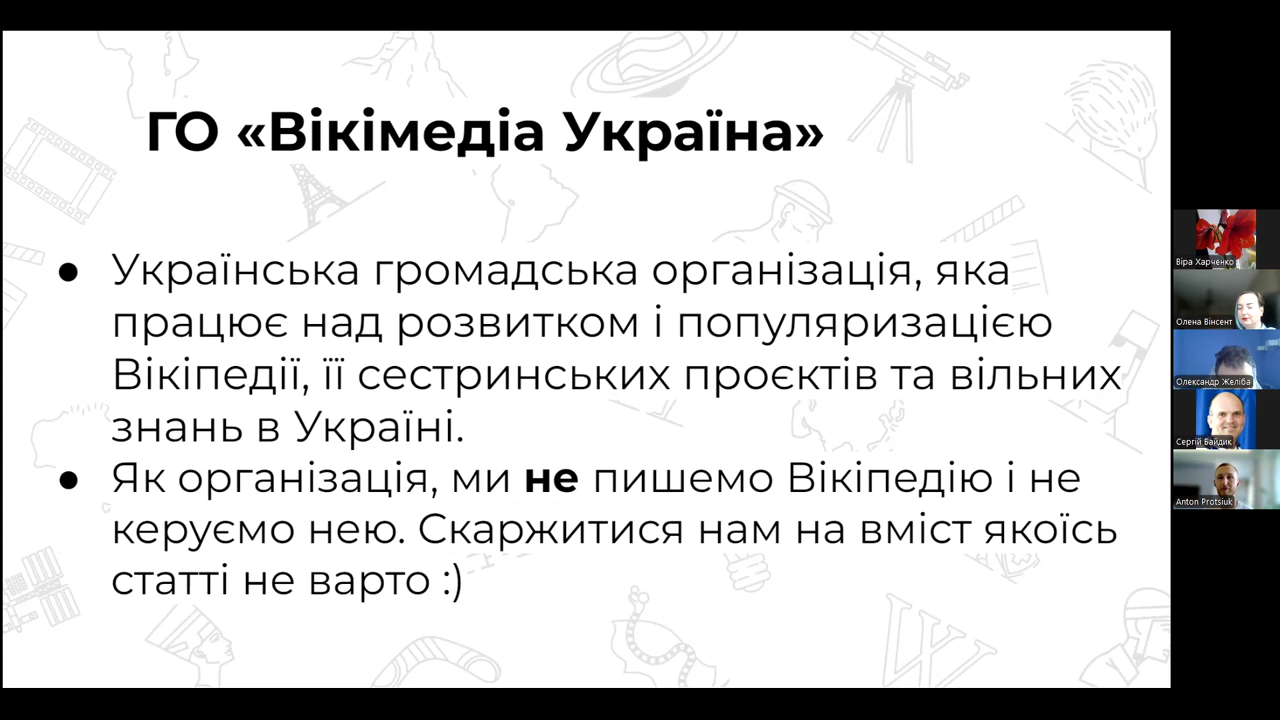 ГО «Вікімедіа Україна»
● Українська громадська організація, яка
працює над розвитком і популяризацією
Вікіпедії, її сестринських проєктів та вільних
знань в Україні.
● Як організація, ми не пишемо Вікіпедію і не
керуємо нею. Скаржитися нам на вміст якоїсь
статті не варто :)
Віра Харченко
Олена Вінсент
Олександр Желіба
Сергій Вайдик
Anton Protsiuk